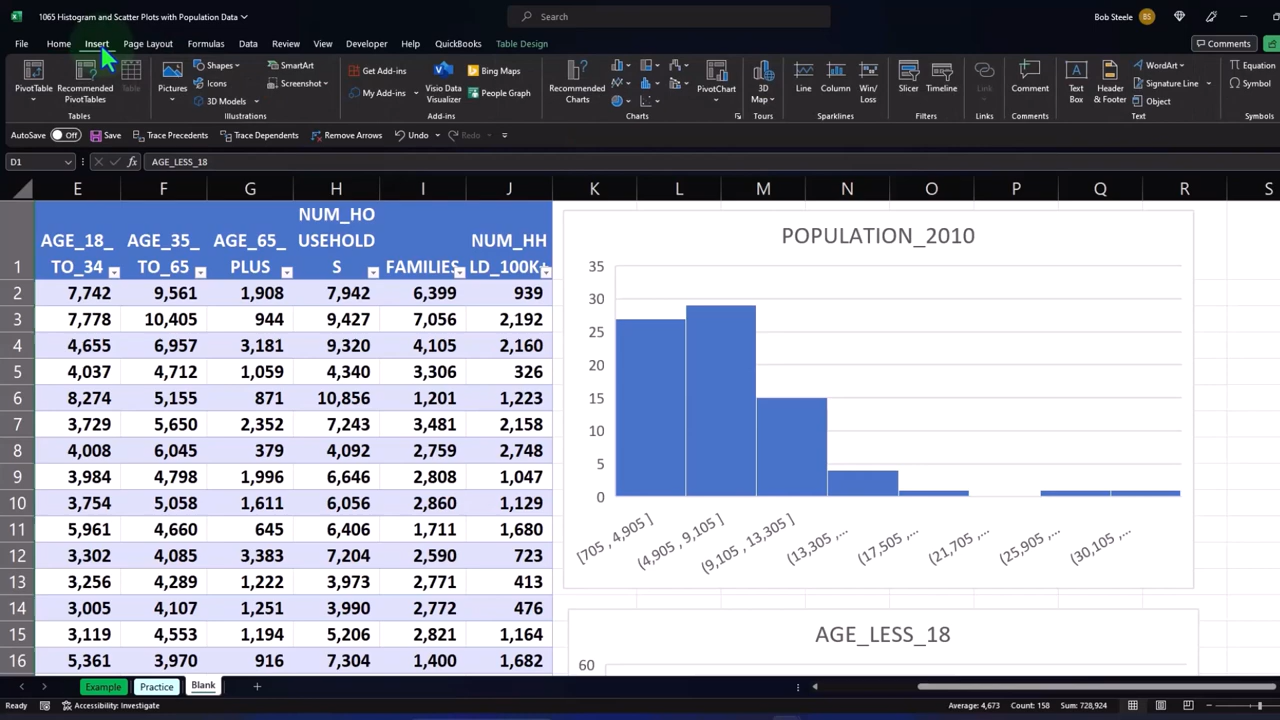 1065 Histogram and Scatter Plots with Population Data
Search
Bob Steele
BS
File Home Insert Page Layout Formulas Data Review View Developer Help QuickBooks Table Design
Comments
PivotTable
Recommended PivotTables
Table
Tables
Pictures
Shapes
Icons
3D Models
SmartArt
Screenshot
Illustrations
Get Add-ins
My Add-ins
Visio Data Visualizer
Bing Maps
People Graph
Add-ins
Recommended Charts
PivotChart
Charts
3D Map
Tours
Line
Column
Win/Loss
Sparklines
Slicer
Timeline
Filters
Link
Links
Comment
Comments
Text Box
Header & Footer
WordArt
Signature Line
Object
Text
Equation
Symbol
Symbols
AutoSave Off Save Trace Precedents Trace Dependents Remove Arrows Undo Redo
D1 fx AGE_LESS_18
E F G H I J K L M N O P Q R S
1 AGE_18_TO_34 AGE_35_TO_65 AGE_65_PLUS NUM_HOUSEHOLDS FAMILIES NUM_HHLD_100K+
2 7,742 9,561 1,908 7,942 6,399 939
3 7,778 10,405 944 9,427 7,056 2,192
4 4,655 6,957 3,181 9,320 4,105 2,160
5 4,037 4,712 1,059 4,340 3,306 326
6 8,274 5,155 871 10,856 1,201 1,223
7 3,729 5,650 2,352 7,243 3,481 2,158
8 4,008 6,045 379 4,092 2,759 2,748
9 3,984 4,798 1,996 6,646 2,808 1,047
10 3,754 5,058 1,611 6,056 2,860 1,129
11 5,961 4,660 645 6,406 1,711 1,680
12 3,302 4,085 3,383 7,204 2,590 723
13 3,256 4,289 1,222 3,973 2,771 413
14 3,005 4,107 1,251 3,990 2,772 476
15 3,119 4,553 1,194 5,206 2,821 1,164
16 5,361 3,970 916 7,304 1,400 1,682
POPULATION_2010
35
30
25
20
15
10
5
0
[705 , 4,905 ]
(4,905 , 9,105 ]
(9,105 , 13,305 ]
(13,305 ,...
(17,505 ,...
(21,705 ,...
(25,905 ,...
(30,105 ,...
AGE_LESS_18
60
Example Practice Blank
Ready Accessibility: Investigate Average: 4,673 Count: 158 Sum: 728,924